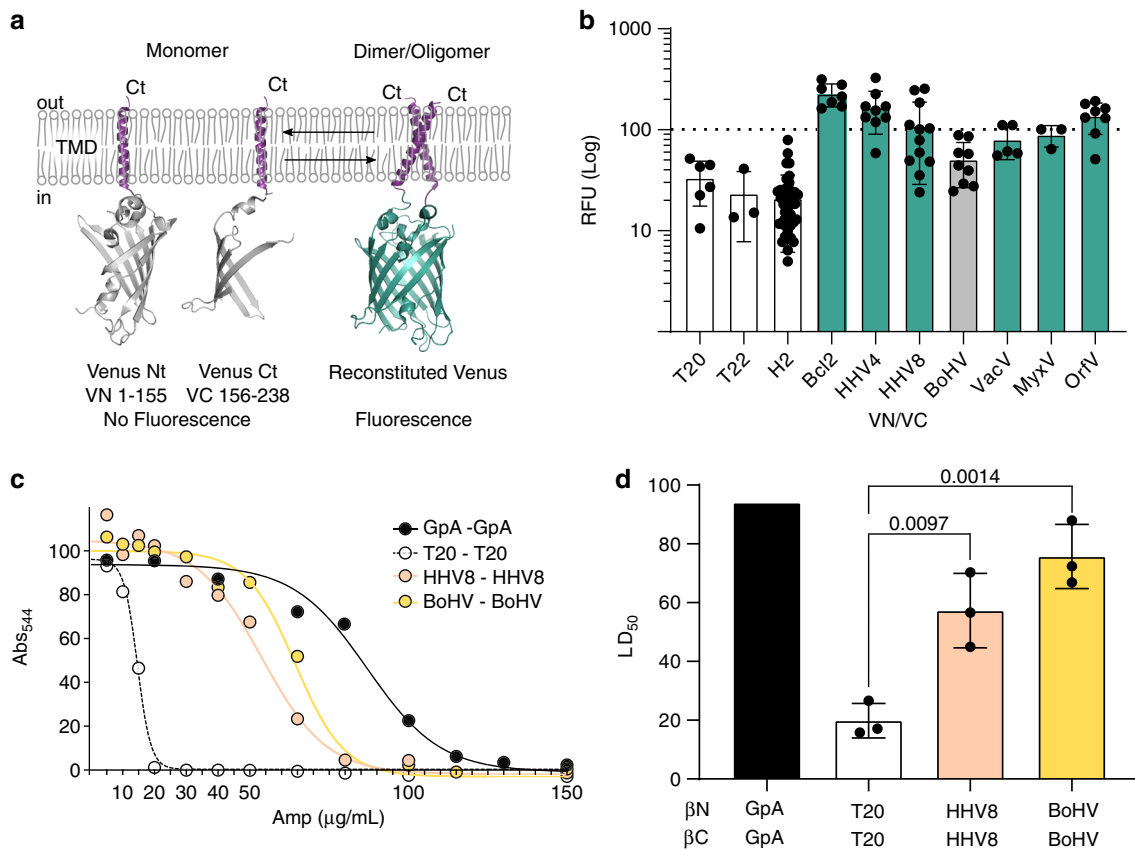 a
Monomer
Dimer/Oligomer
Ct
Ct
Ct
Ct
out
TMD
in
Venus Nt
VN 1-155
Venus Ct
VC 156-238
No Fluorescence
Reconstituted Venus
Fluorescence
b
RFU (Log)
1000
100
10
T20
T22
H2
Bcl2
HHV4
HHV8
BoHV
VacV
MyxV
OrfV
VN/VC
c
Abs544
100
80
60
40
20
0
10
20
30
40
50
100
150
Amp (μg/mL)
GpA -GpA
T20 - T20
HHV8 - HHV8
BoHV - BoHV
d
LD50
100
80
60
40
20
0
0.0014
0.0097
βN GpA T20 HHV8 BoHV
βC GpA T20 HHV8 BoHV